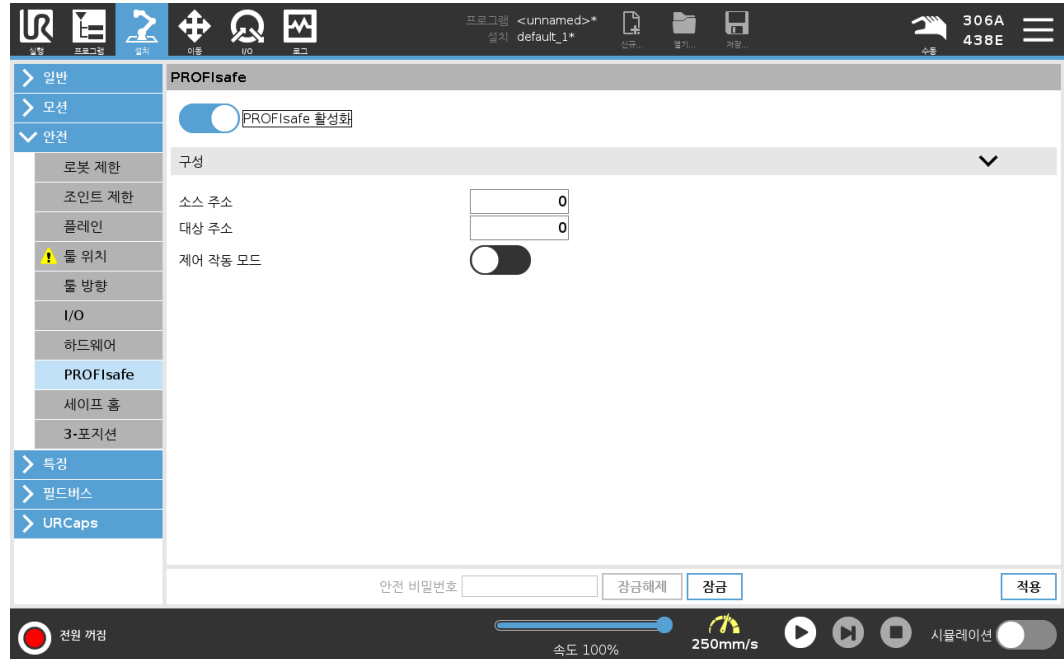 UR
프로그램 <unnamed>*
설치 default_1*
306A
438E
실행 프로그램 설치 이동 I/O 로그 신규... 열기... 저장... 수동
일반
모션
안전
로봇 제한
조인트 제한
플레인
툴 위치
툴 방향
I/O
하드웨어
PROFIsafe
세이프 홈
3-포지션
특징
필드버스
URCaps
PROFIsafe
PROFIsafe 활성화
구성
소스 주소 0
대상 주소 0
제어 작동 모드
안전 비밀번호 잠금해제 잠금 적용
전원 꺼짐
속도 100%
250mm/s
시뮬레이션